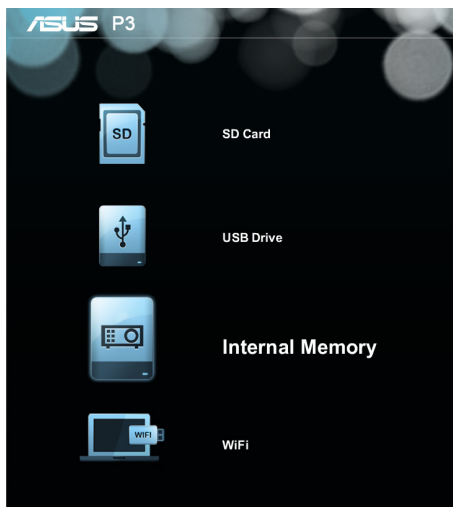 ASUS P3
SD
SD Card
USB Drive
Internal Memory
WIFI
WiFi